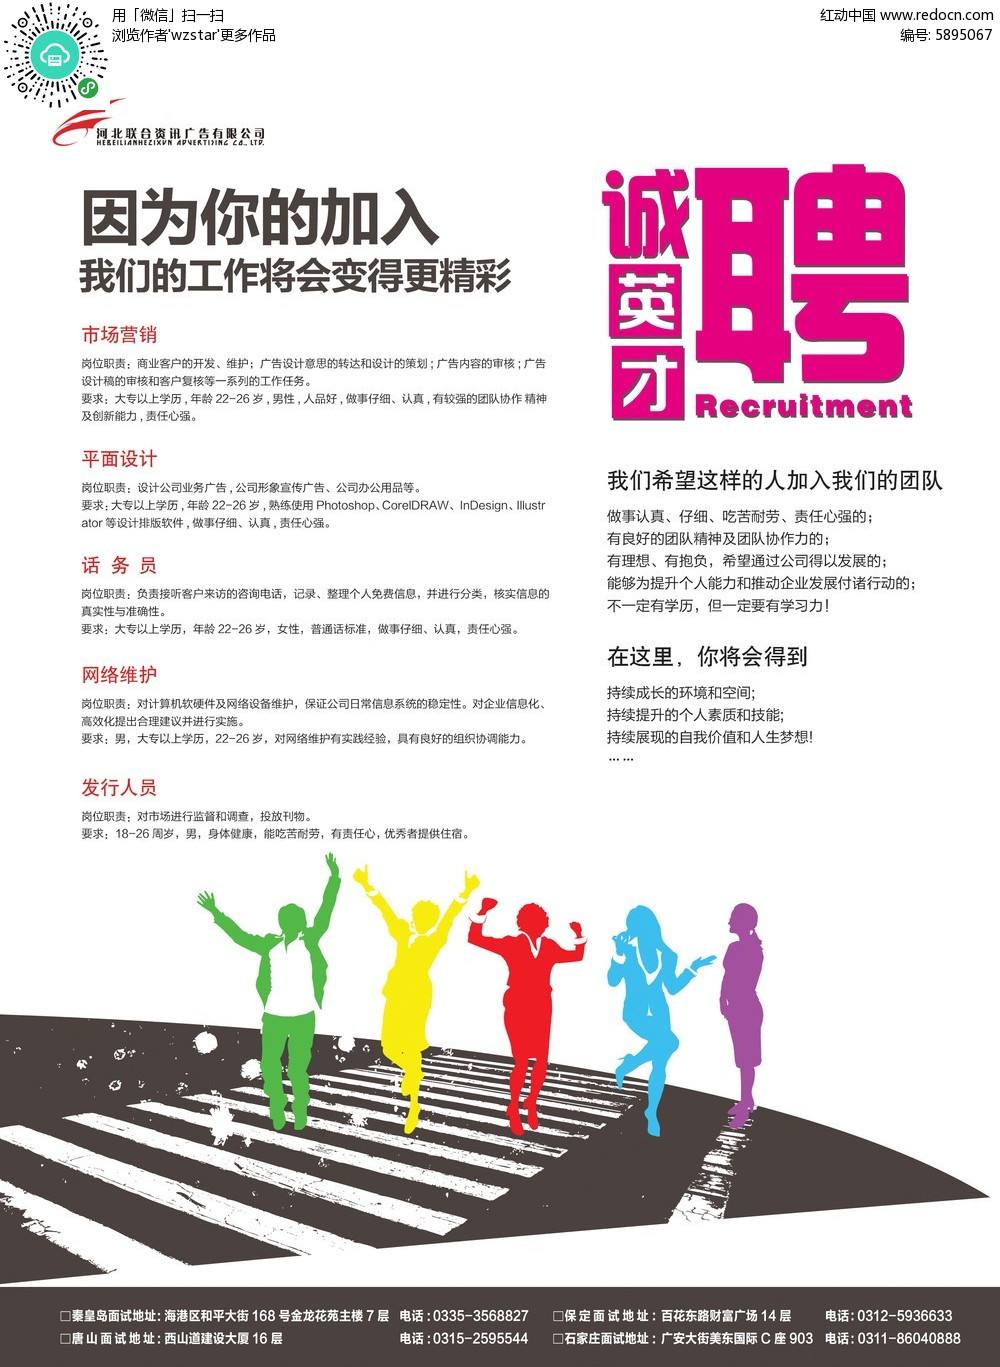 用「微信」扫一扫
浏览作者'wzstar'更多作品
红动中国 www.redocn.com
编号: 5895067
河北联合资讯广告有限公司
HEBEILIANHEZIXUN ADVERTISING CO., LTD.
因为你的加入
我们的工作将会变得更精彩
诚聘
英
才
Recruitment
市场营销
岗位职责：商业客户的开发、维护；广告设计意思的转达和设计的策划；广告内容的审核；广告
设计稿的审核和客户复核等一系列的工作任务。
要求：大专以上学历，年龄 22-26 岁，男性，人品好，做事仔细、认真，有较强的团队协作 精神
及创新能力，责任心强。
平面设计
岗位职责：设计公司业务广告，公司形象宣传广告、公司办公用品等。
要求：大专以上学历，年龄 22-26 岁，熟练使用 Photoshop、CorelDRAW、InDesign、Illustr
ator 等设计排版软件，做事仔细、认真，责任心强。
话 务 员
岗位职责：负责接听客户来访的咨询电话，记录、整理个人免费信息，并进行分类，核实信息的
真实性与准确性。
要求：大专以上学历，年龄 22-26 岁，女性，普通话标准，做事仔细、认真，责任心强。
网络维护
岗位职责：对计算机软硬件及网络设备维护，保证公司日常信息系统的稳定性。对企业信息化、
高效化提出合理建议并进行实施。
要求：男，大专以上学历，22-26 岁，对网络维护有实践经验，具有良好的组织协调能力。
发行人员
岗位职责：对市场进行监督和调查，投放刊物。
要求：18-26 周岁，男，身体健康，能吃苦耐劳，有责任心，优秀者提供住宿。
我们希望这样的人加入我们的团队
做事认真、仔细、吃苦耐劳、责任心强的；
有良好的团队精神及团队协作力的；
有理想、有抱负，希望通过公司得以发展的；
能够为提升个人能力和推动企业发展付诸行动的；
不一定有学历，但一定要有学习力！
在这里，你将会得到
持续成长的环境和空间；
持续提升的个人素质和技能；
持续展现的自我价值和人生梦想！
……
□秦皇岛面试地址：海港区和平大街 168 号金龙花苑主楼 7 层 电话：0335-3568827
□保定面试地址：百花东路财富广场 14 层 电话：0312-5936633
□唐山面试地址：西山道建设大厦 16 层 电话：0315-2595544
□石家庄面试地址：广安大街美东国际 C 座 903 电话：0311-86040888